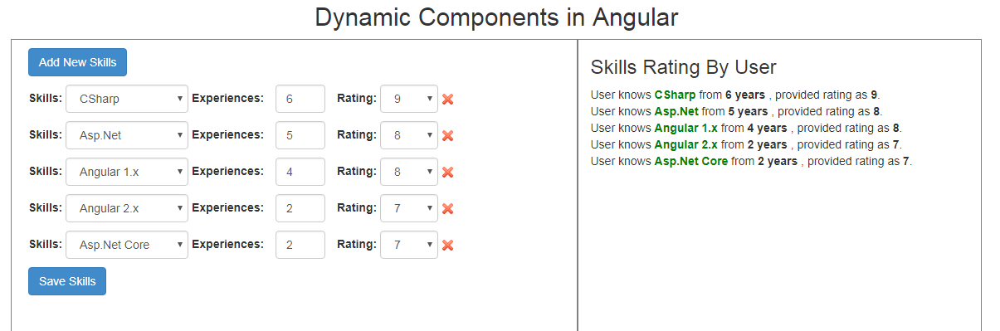 Dynamic Components in Angular
Add New Skills
Skills: CSharp Experiences: 6 Rating: 9
Skills: Asp.Net Experiences: 5 Rating: 8
Skills: Angular 1.x Experiences: 4 Rating: 8
Skills: Angular 2.x Experiences: 2 Rating: 7
Skills: Asp.Net Core Experiences: 2 Rating: 7
Save Skills
Skills Rating By User
User knows CSharp from 6 years , provided rating as 9.
User knows Asp.Net from 5 years , provided rating as 8.
User knows Angular 1.x from 4 years , provided rating as 8.
User knows Angular 2.x from 2 years , provided rating as 7.
User knows Asp.Net Core from 2 years , provided rating as 7.